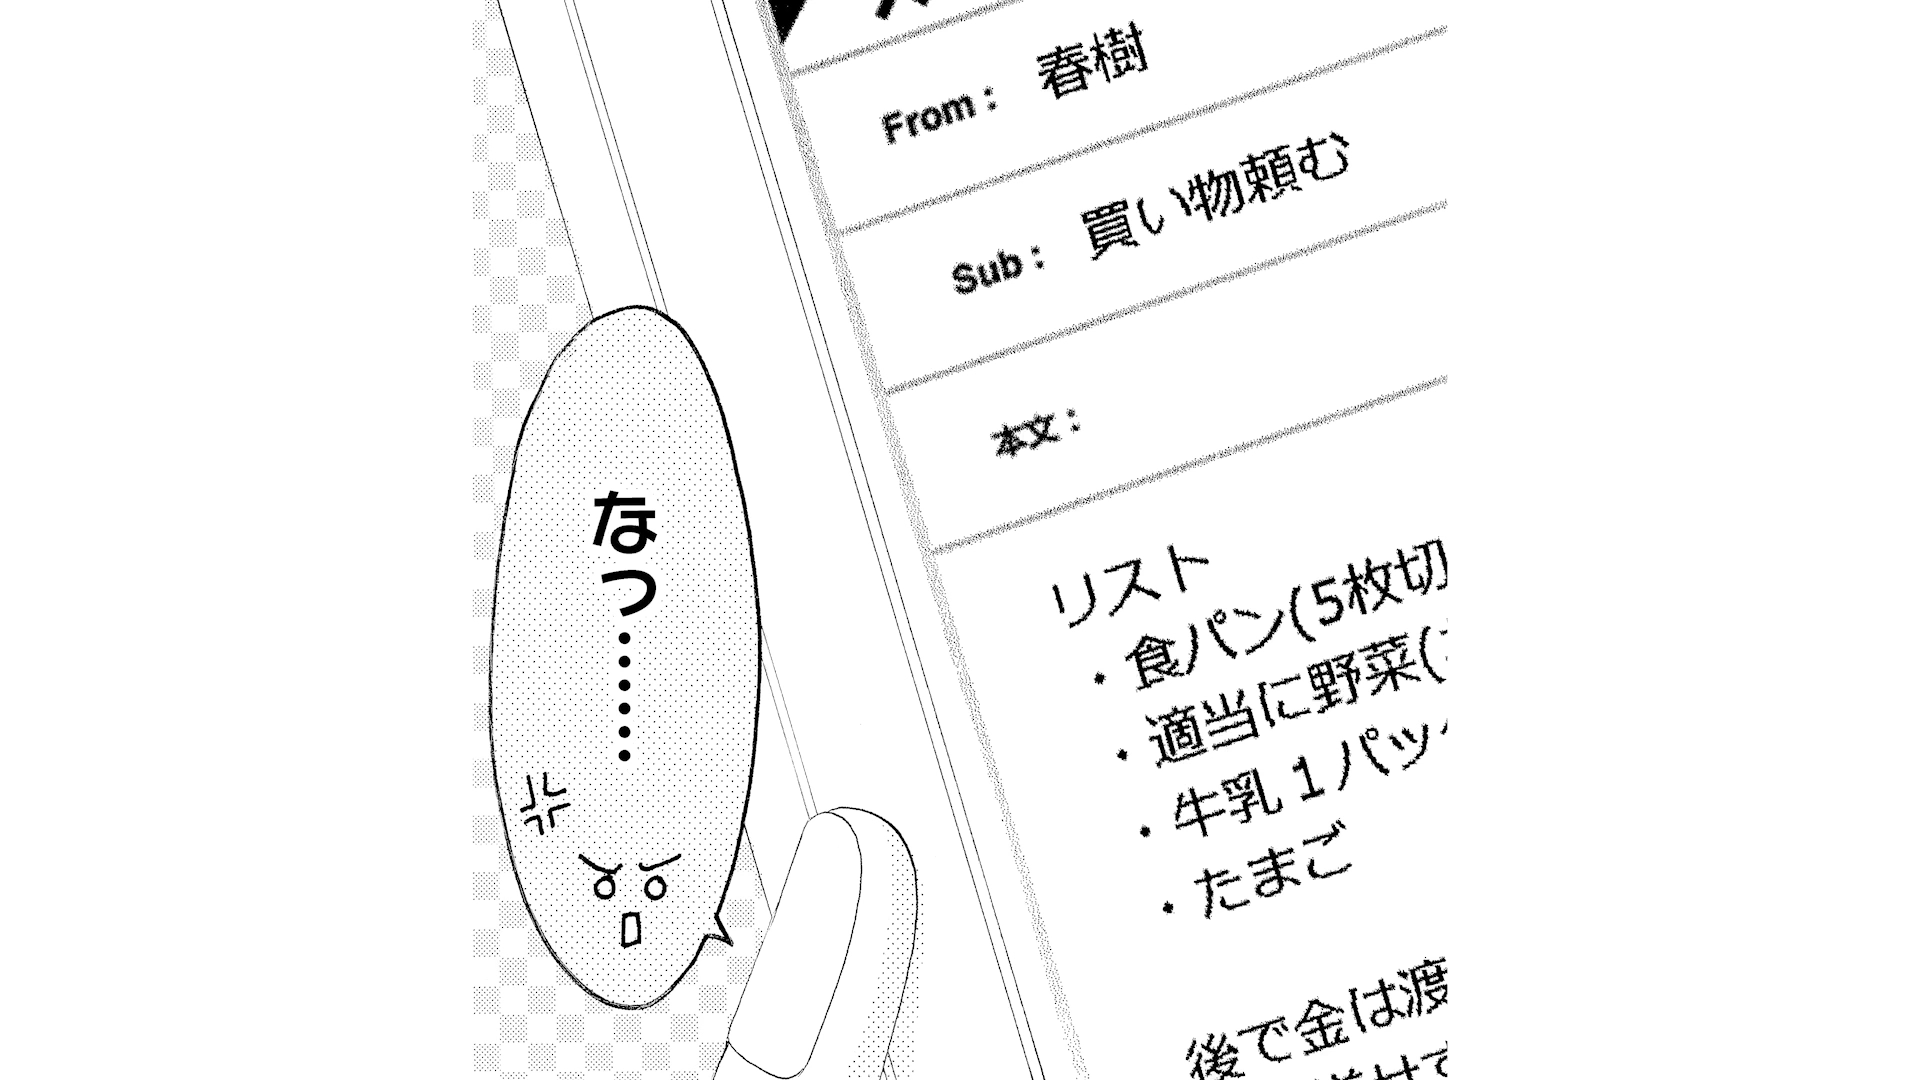 From: 春樹
Sub: 買い物頼む
本文:
リスト
・食パン(5枚切
・適当に野菜(
・牛乳1パッ
・たまご
後で金は渡
なっ……